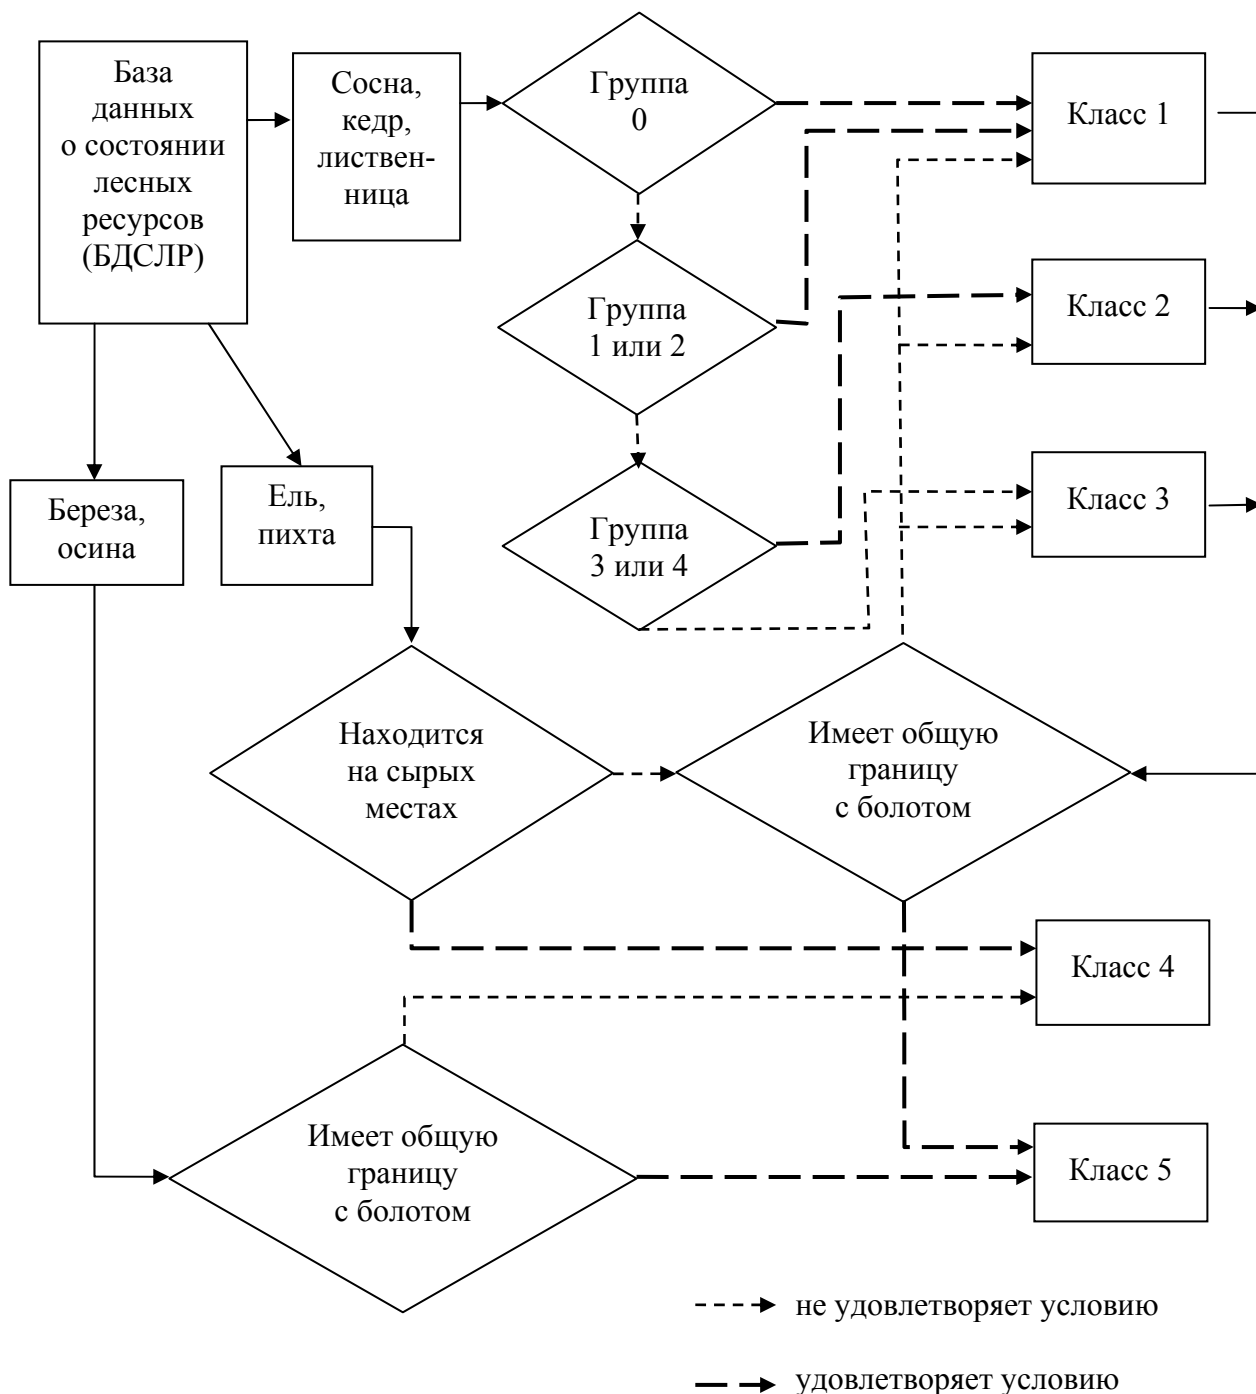 База
данных
о состоянии
лесных
ресурсов
(БДСЛР)
Сосна,
кедр,
листвен-
ница
Группа
0
Класс 1
Группа
1 или 2
Класс 2
Группа
3 или 4
Класс 3
Береза,
осина
Ель,
пихта
Находится
на сырых
местах
Имеет общую
границу
с болотом
Класс 4
Имеет общую
границу
с болотом
Класс 5
не удовлетворяет условию
удовлетворяет условию